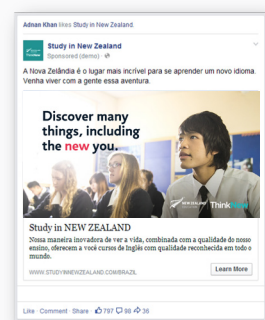 Adnan Khan likes Study in New Zealand.
Study in New Zealand
Sponsored (demo) ·
A Nova Zelândia é o lugar mais incrível para se aprender um novo idioma.
Venha viver com a gente essa aventura.
Discover many
things, including
the new you.
NEW ZEALAND
Think New
Study in NEW ZEALAND
Nossa maneira inovadora de ver a vida, combinada com a qualidade do nosso
ensino, oferecem a você cursos de Inglês com qualidade reconhecida em todo o
mundo.
WWW.STUDYINNEWZEALAND.COM/BRAZIL
Learn More
Like · Comment · Share 797 98 36